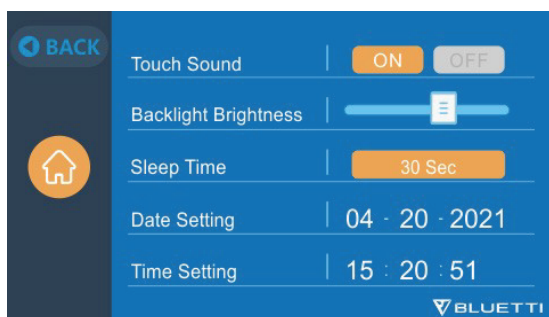 BACK
Touch Sound ON OFF
Backlight Brightness
Sleep Time 30 Sec
Date Setting 04 - 20 - 2021
Time Setting 15 : 20 : 51
BLUETTI